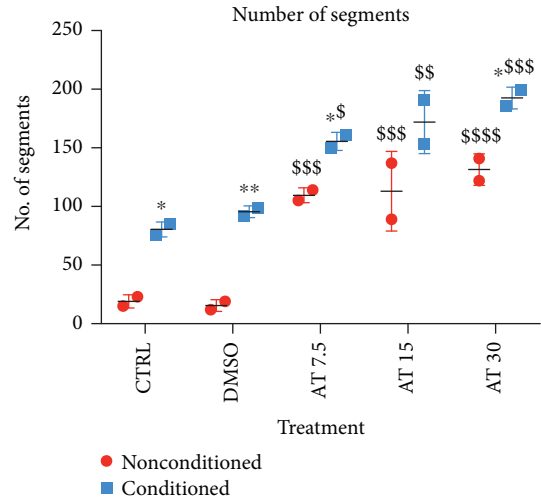 Number of segments
No. of segments
250
200
150
100
50
0
*
**
$$$
*$
$$$
$$
$$$$
*$$$
CTRL
DMSO
AT 7.5
AT 15
AT 30
Treatment
Nonconditioned
Conditioned